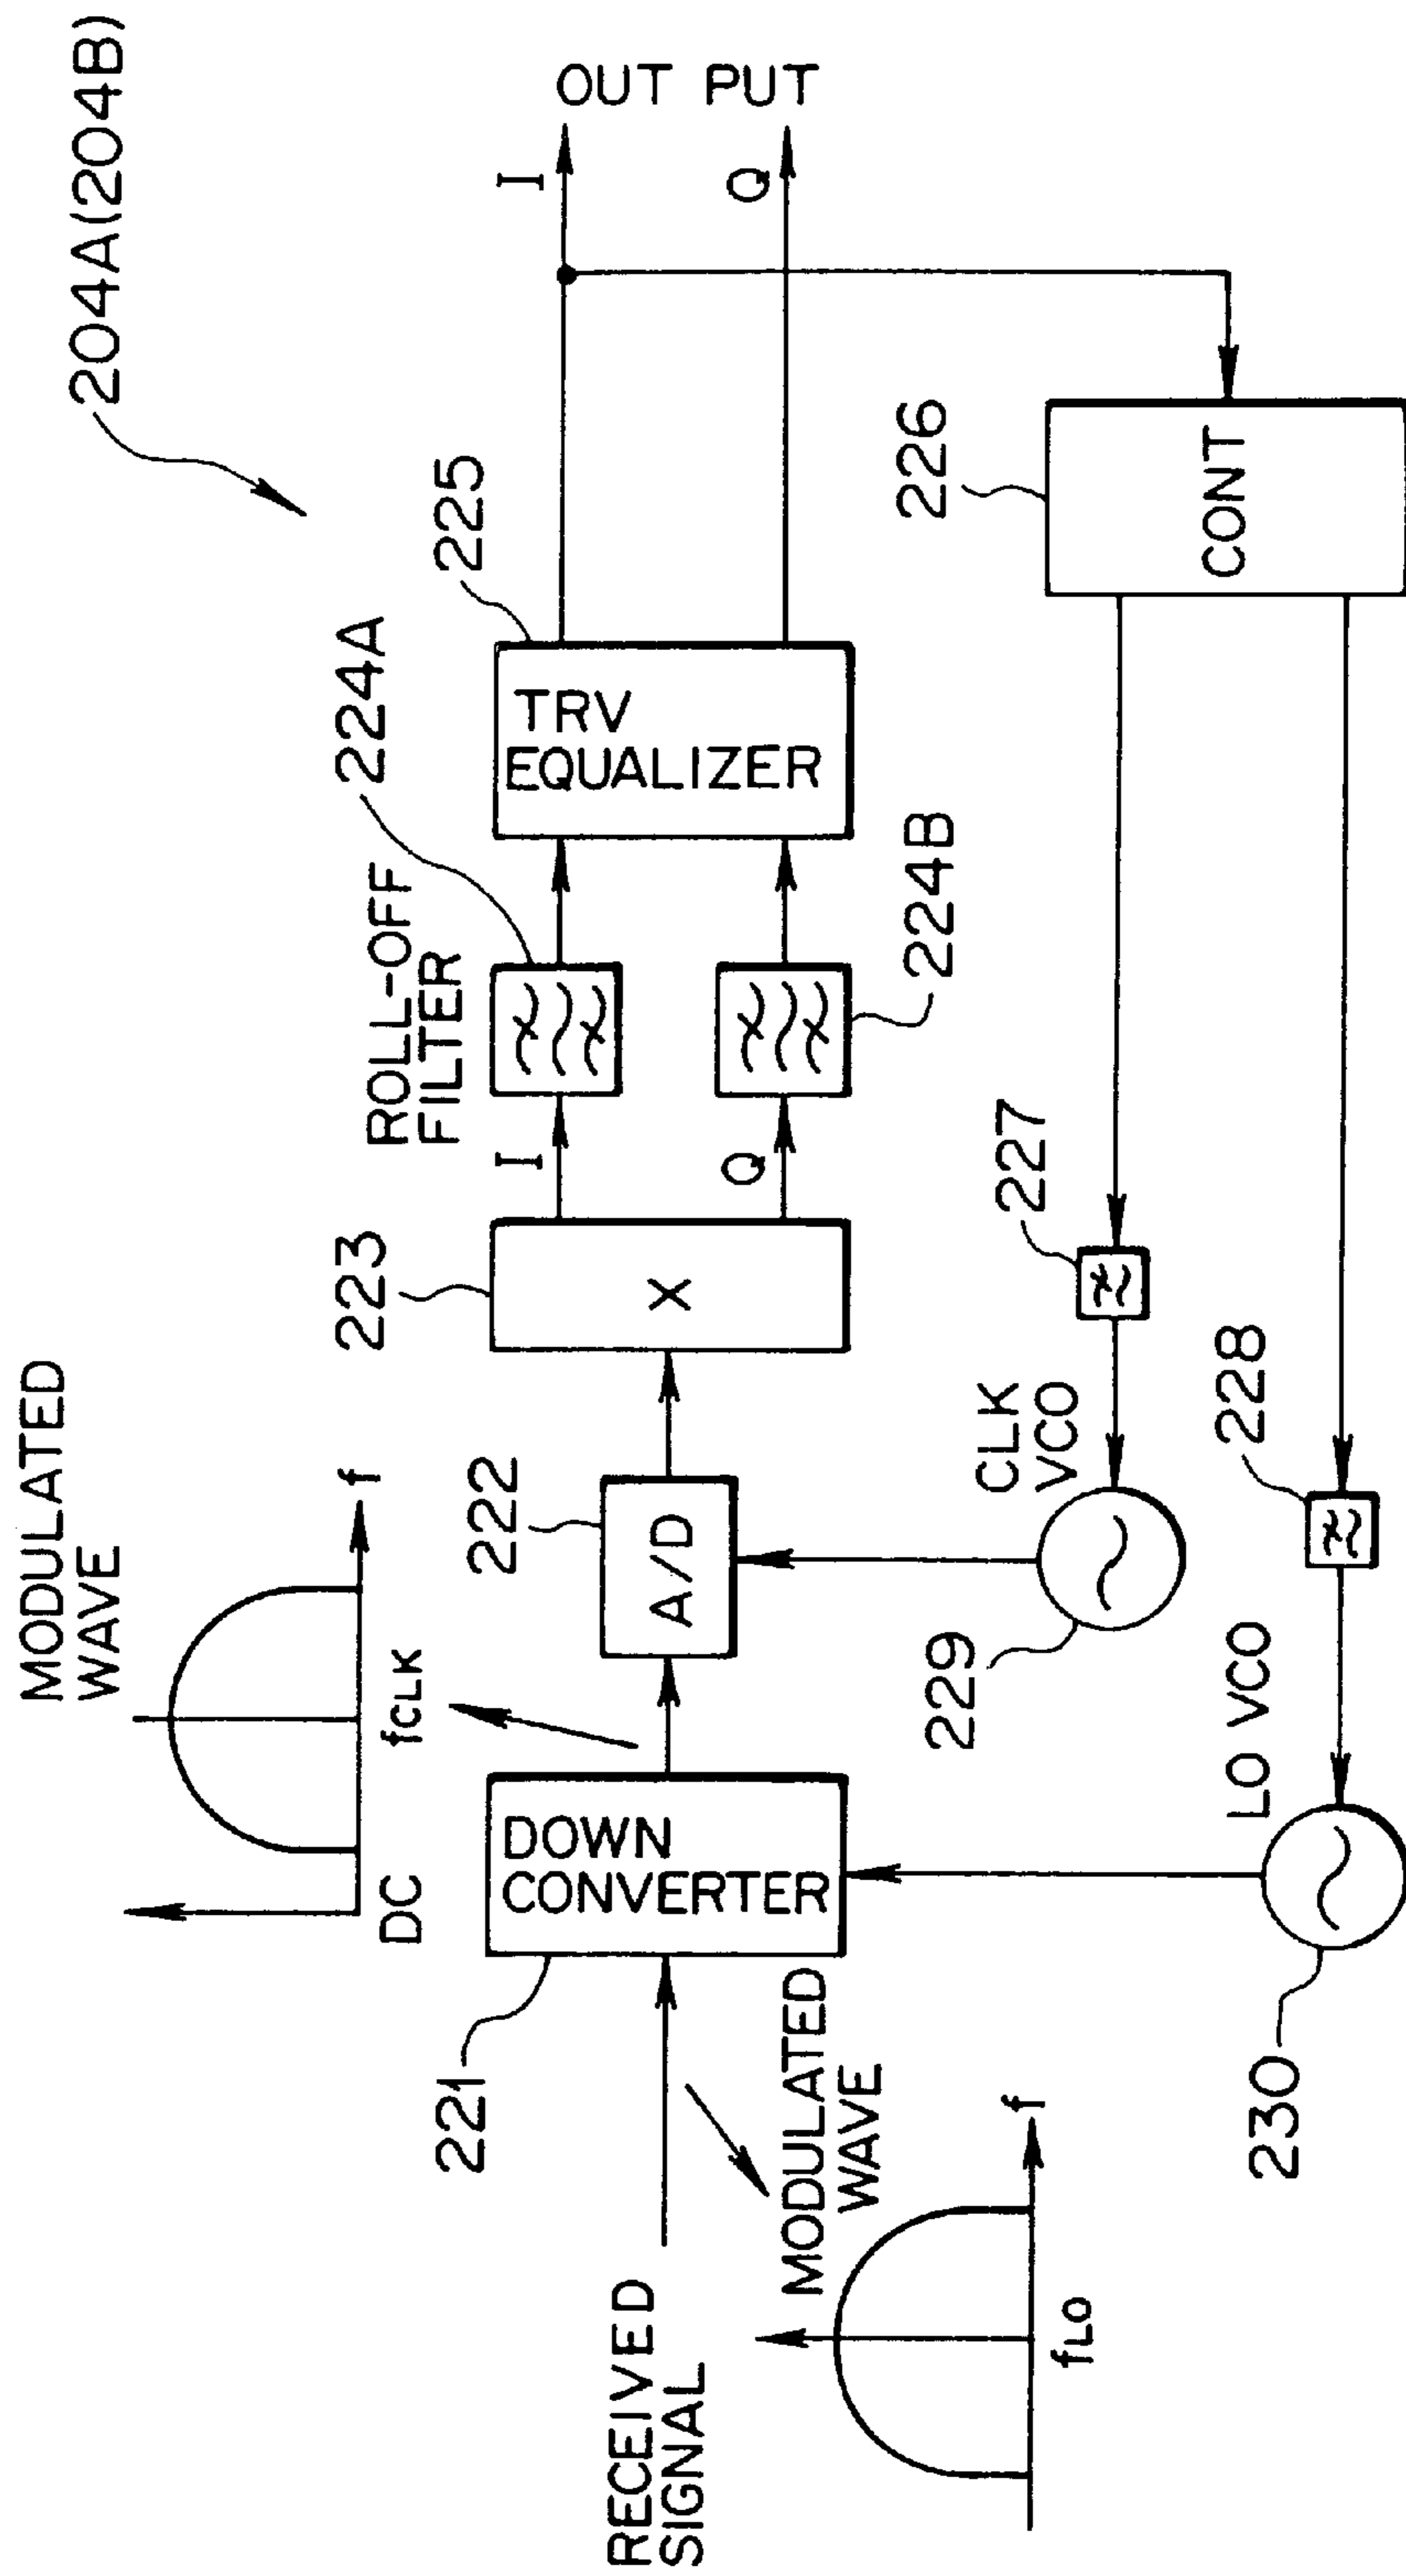 204A(204B)
MODULATED
WAVE
f
fCLK
DC
OUT PUT
I
Q
225
224A
ROLL-OFF
FILTER
223
222
221
TRV
EQUALIZER
I
Q
X
A/D
DOWN
CONVERTER
RECEIVED
SIGNAL
224B
226
CONT
227
CLK
VCO
229
228
LO VCO
230
MODULATED
WAVE
f
fLO